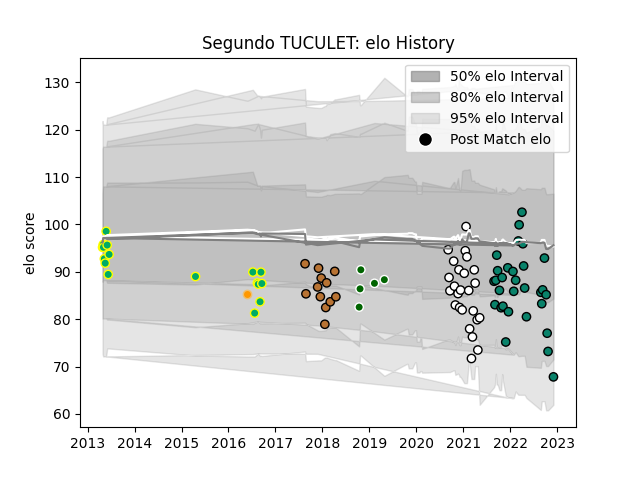 Segundo TUCULET: elo History
50% elo Interval
80% elo Interval
95% elo Interval
Post Match elo
elo score
130
120
110
100
90
80
70
60
2013 2014 2015 2016 2017 2018 2019 2020 2021 2022 2023